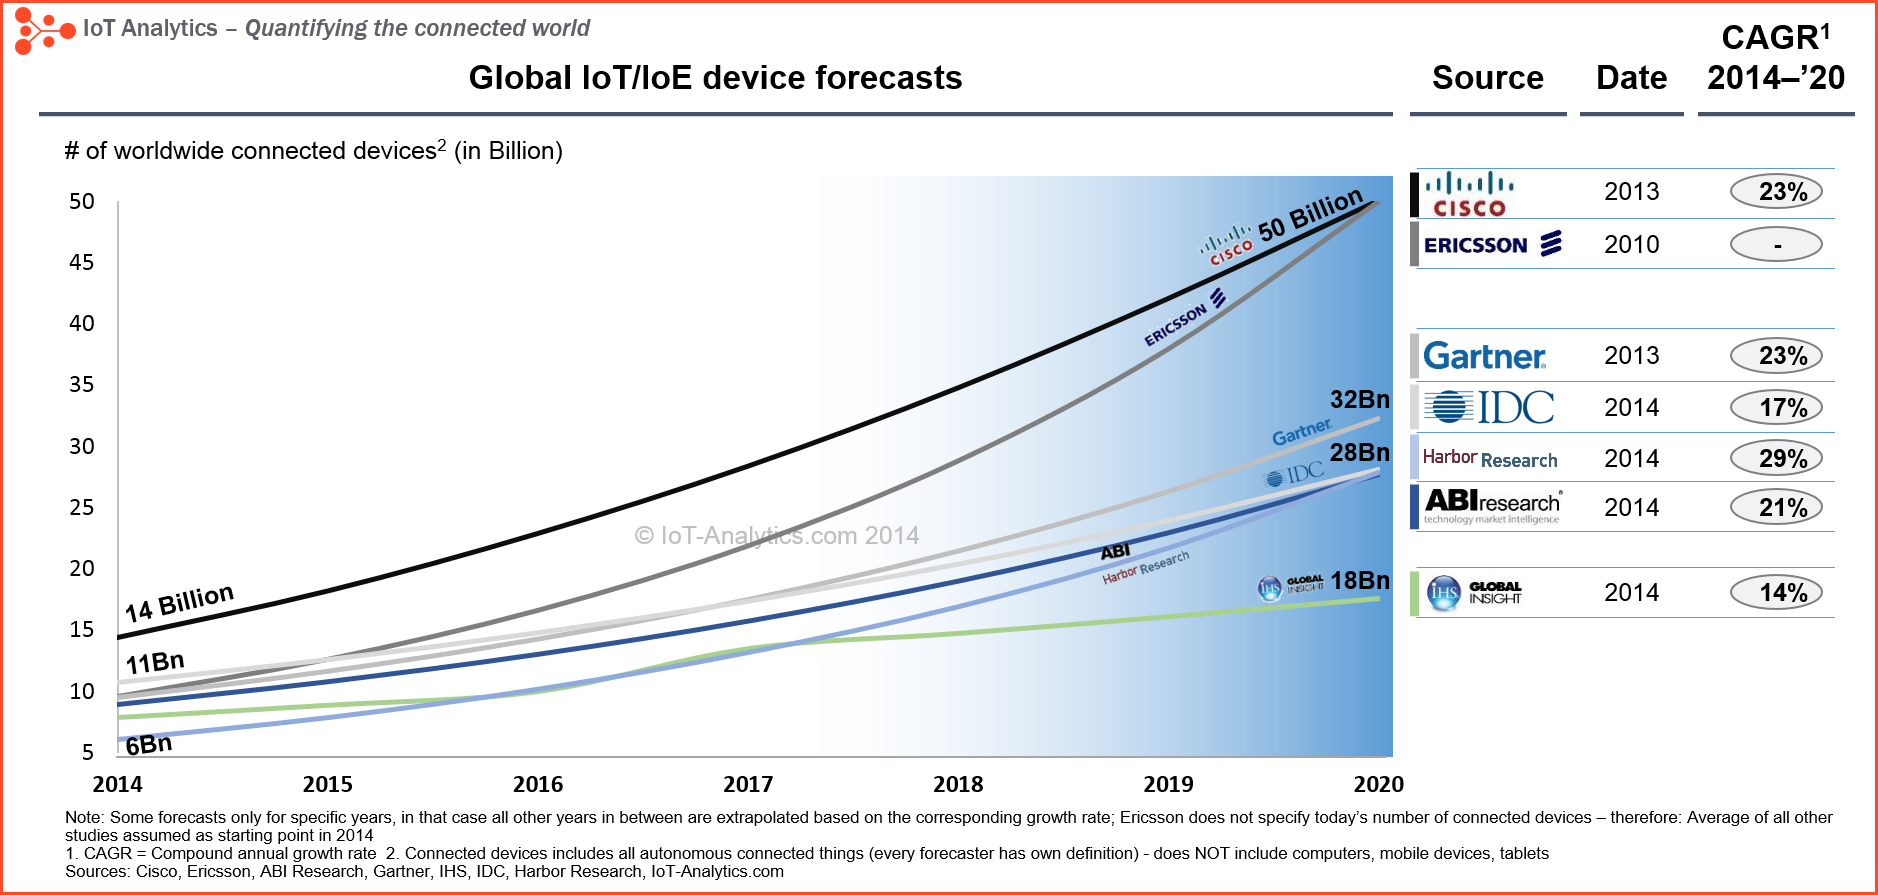 IoT Analytics – Quantifying the connected world
Global IoT/IoE device forecasts
Source
Date
CAGR1
2014–’20
# of worldwide connected devices2 (in Billion)
50
45
40
35
30
25
20
15
10
5
2014
2015
2016
2017
2018
2019
2020
14 Billion
11Bn
6Bn
CISCO
50 Billion
ERICSSON
32Bn
Gartner
28Bn
IDC
ABI
Harbor Research
IHS GLOBAL
INSIGHT
18Bn
© IoT-Analytics.com 2014
CISCO 2013 23%
ERICSSON 2010 -
Gartner® 2013 23%
IDC 2014 17%
Harbor Research 2014 29%
ABIresearch® 2014 21%
technology market intelligence
IHS GLOBAL 2014 14%
INSIGHT
Note: Some forecasts only for specific years, in that case all other years in between are extrapolated based on the corresponding growth rate; Ericsson does not specify today’s number of connected devices – therefore: Average of all other
studies assumed as starting point in 2014
1. CAGR = Compound annual growth rate 2. Connected devices includes all autonomous connected things (every forecaster has own definition) - does NOT include computers, mobile devices, tablets
Sources: Cisco, Ericsson, ABI Research, Gartner, IHS, IDC, Harbor Research, IoT-Analytics.com